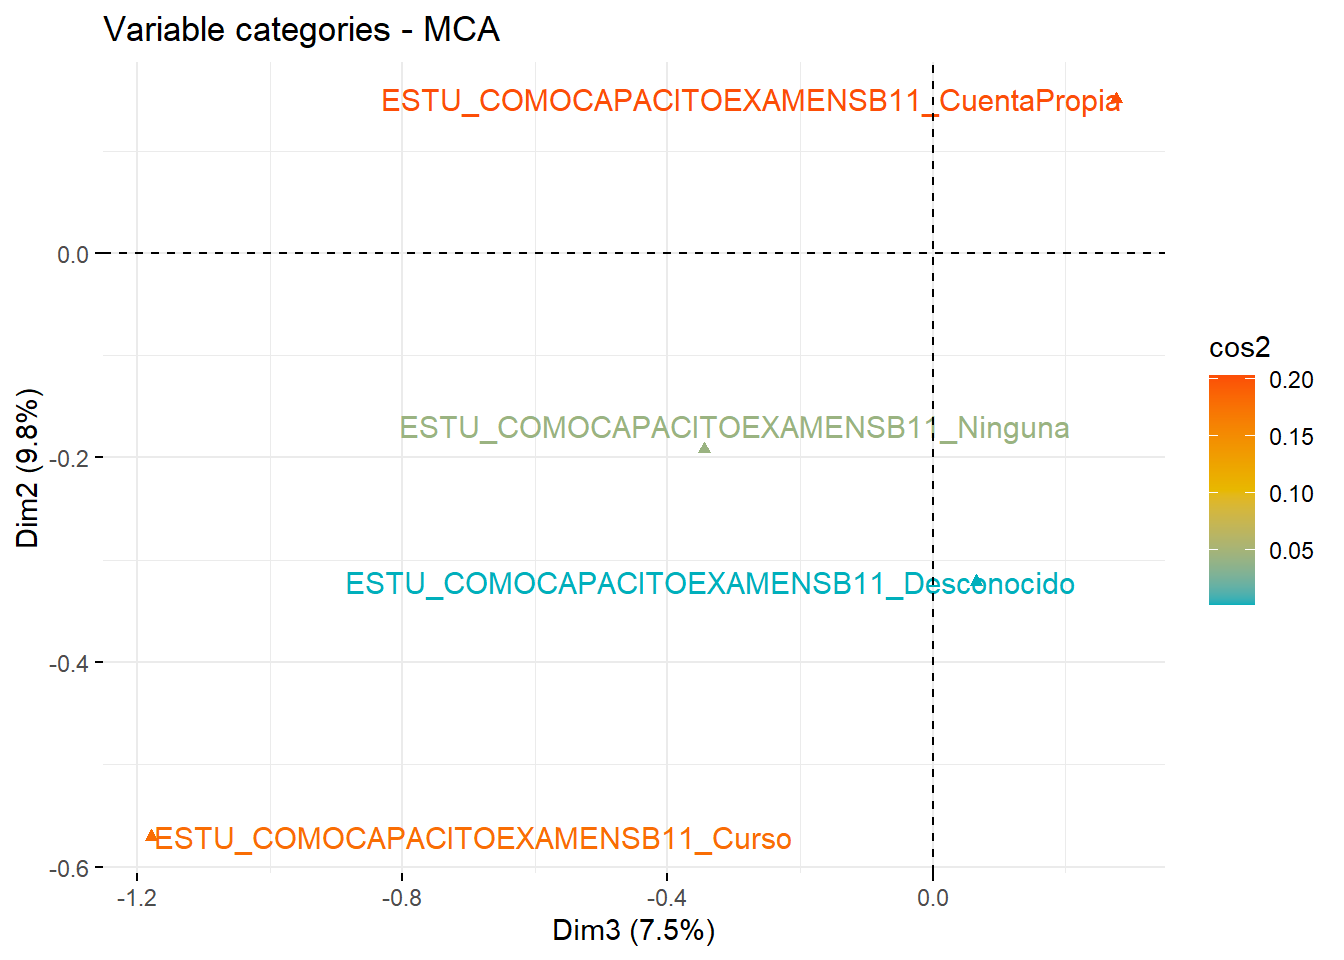 Variable categories - MCA
ESTU_COMOCAPACITOEXAMENSB11_CuentaPropia
0.0
ESTU_COMOCAPACITOEXAMENSB11_Ninguna
-0.2
ESTU_COMOCAPACITOEXAMENSB11_Desconocido
-0.4
ESTU_COMOCAPACITOEXAMENSB11_Curso
-0.6
-1.2 -0.8 -0.4 0.0
Dim3 (7.5%)
Dim2 (9.8%)
cos2
0.20
0.15
0.10
0.05